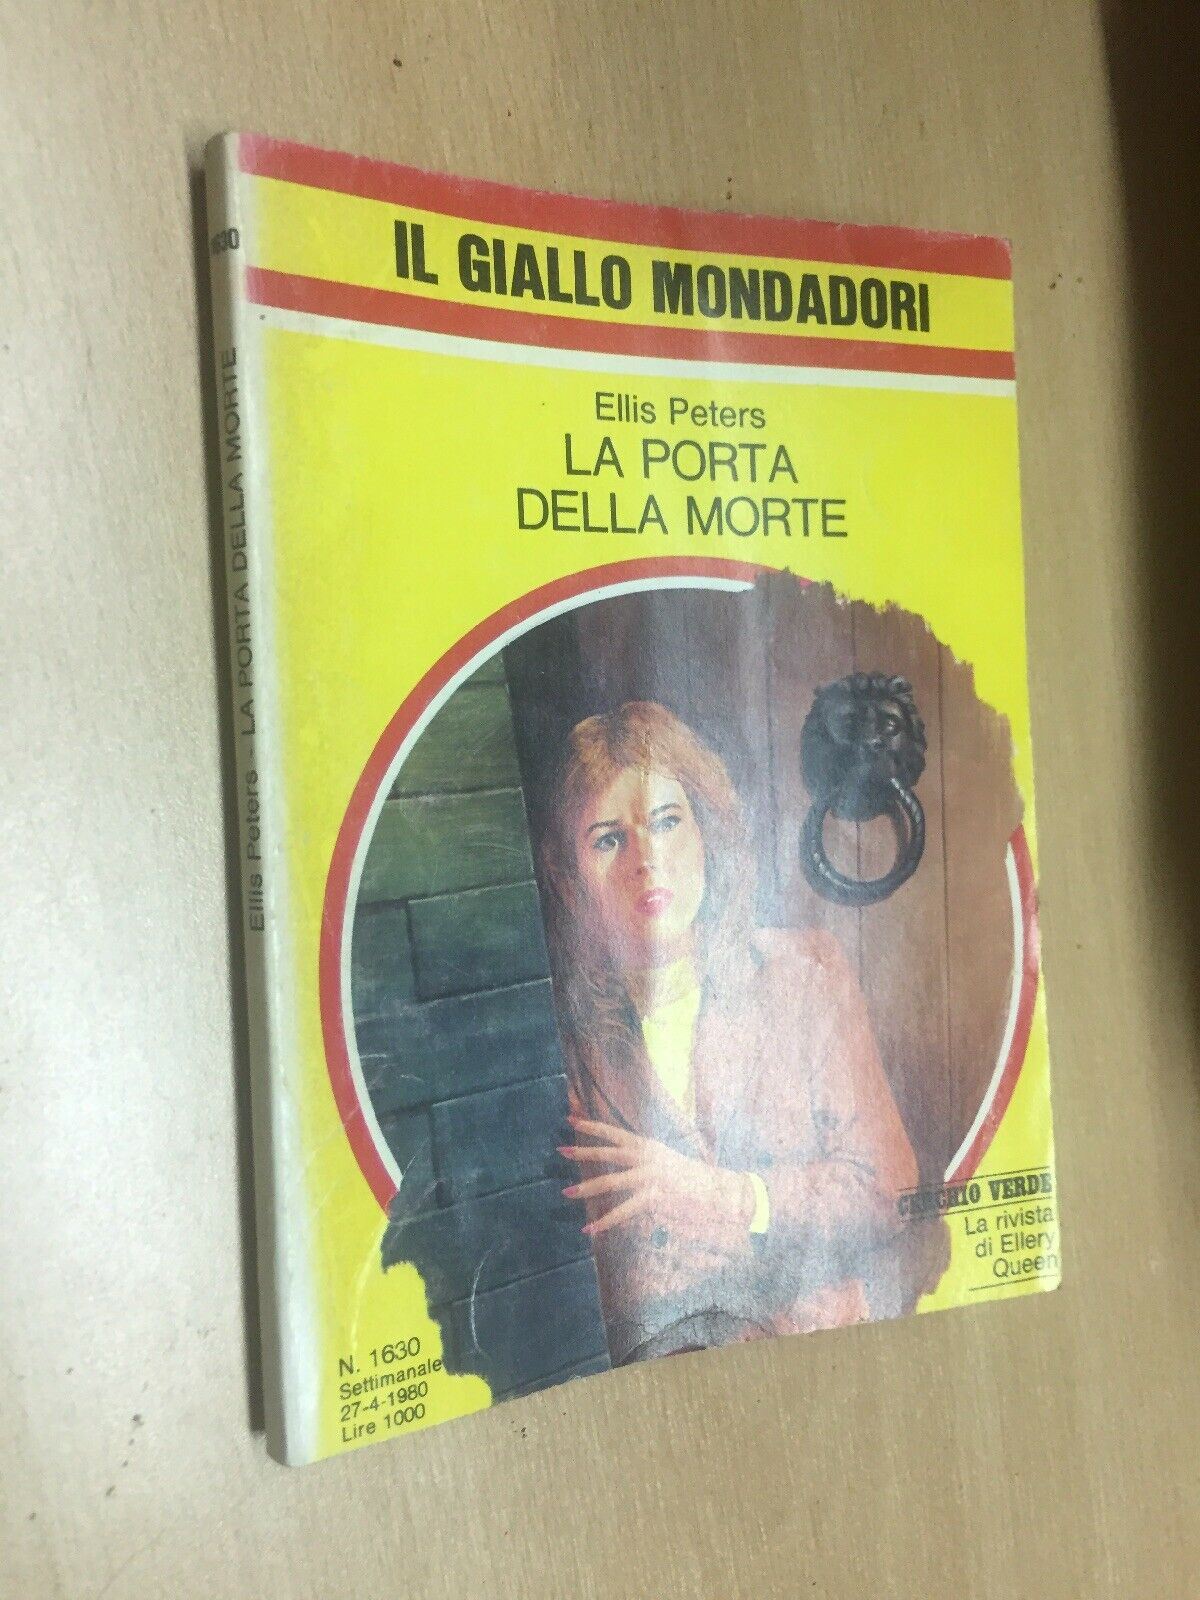 IL GIALLO MONDADORI
Ellis Peters
LA PORTA
DELLA MORTE
CERCHIO VERDE
La rivista
di Ellery
Queen
N. 1630
Settimanale
27-4-1980
Lire 1000
1630
Ellis Peters - LA PORTA DELLA MORTE